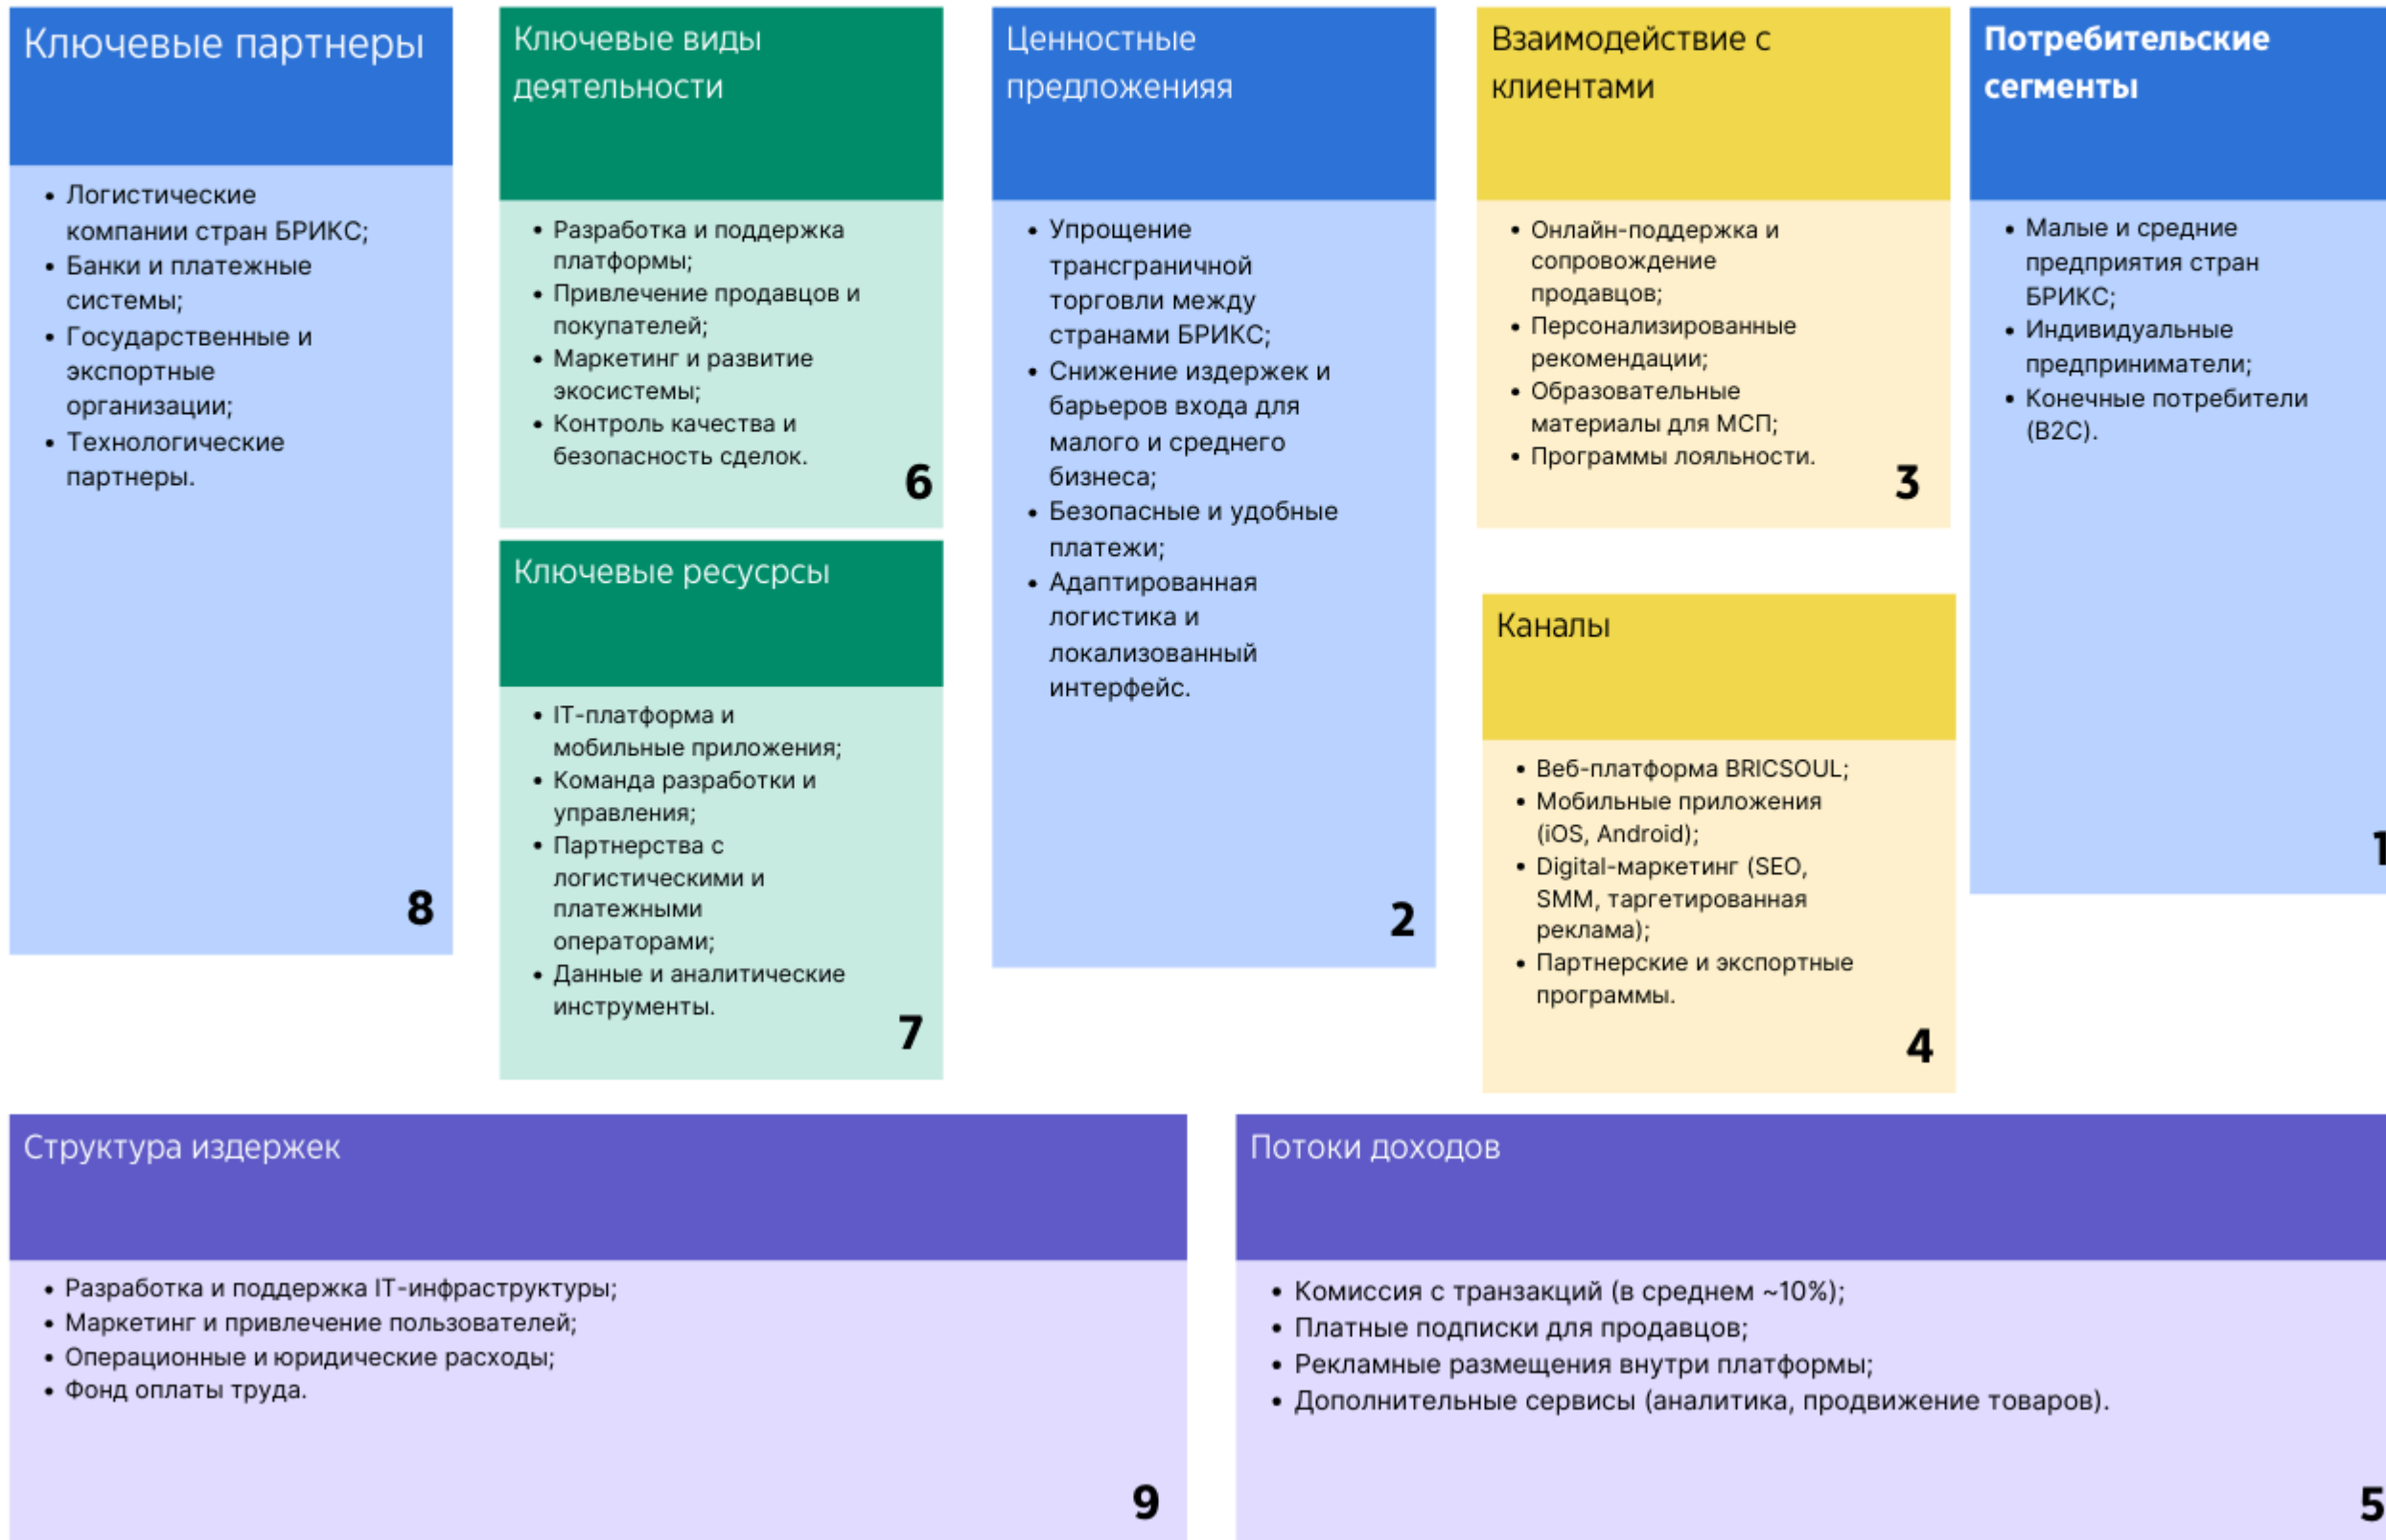 Ключевые партнеры
• Логистические
компании стран БРИКС;
• Банки и платежные
системы;
• Государственные и
экспортные
организации;
• Технологические
партнеры.
8
Ключевые виды
деятельности
• Разработка и поддержка
платформы;
• Привлечение продавцов и
покупателей;
• Маркетинг и развитие
экосистемы;
• Контроль качества и
безопасность сделок.
6
Ключевые ресусрсы
• IT-платформа и
мобильные приложения;
• Команда разработки и
управления;
• Партнерства с
логистическими и
платежными
операторами;
• Данные и аналитические
инструменты.
7
Ценностные
предложенияя
• Упрощение
трансграничной
торговли между
странами БРИКС;
• Снижение издержек и
барьеров входа для
малого и среднего
бизнеса;
• Безопасные и удобные
платежи;
• Адаптированная
логистика и
локализованный
интерфейс.
2
Взаимодействие с
клиентами
• Онлайн-поддержка и
сопровождение
продавцов;
• Персонализированные
рекомендации;
• Образовательные
материалы для МСП;
• Программы лояльности.
3
Каналы
• Веб-платформа BRICSOUL;
• Мобильные приложения
(iOS, Android);
• Digital-маркетинг (SEO,
SMM, таргетированная
реклама);
• Партнерские и экспортные
программы.
4
Потребительские
сегменты
• Малые и средние
предприятия стран
БРИКС;
• Индивидуальные
предприниматели;
• Конечные потребители
(B2C).
1
Структура издержек
• Разработка и поддержка IT-инфраструктуры;
• Маркетинг и привлечение пользователей;
• Операционные и юридические расходы;
• Фонд оплаты труда.
9
Потоки доходов
• Комиссия с транзакций (в среднем ~10%);
• Платные подписки для продавцов;
• Рекламные размещения внутри платформы;
• Дополнительные сервисы (аналитика, продвижение товаров).
5